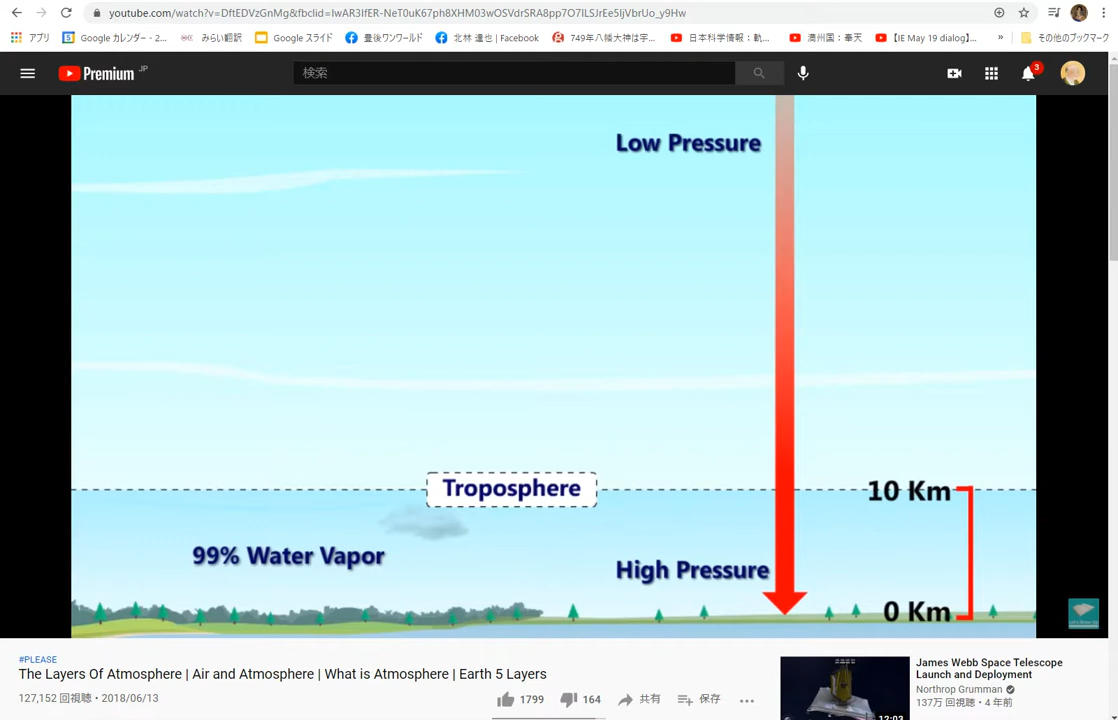 youtube.com/watch?v=DftEDVzGnMg&fbclid=IwAR3IfER-NeT0uK67ph8XHM03wOSVdrSRA8pp7O7ILSJrEe5IjVbrUo_y9Hw
アプリ Google カレンダー - 2... みらい翻訳 Google スライド 豊後ワンワールド 北林 達也 | Facebook 749年八幡大神は宇... 日本科学情報：軌... 満州国：奉天 【IE May 19 dialog]... » その他のブックマーク
Premium JP
検索
3
Low Pressure
Troposphere
10 Km
99% Water Vapor
High Pressure
0 Km
#PLEASE
The Layers Of Atmosphere | Air and Atmosphere | What is Atmosphere | Earth 5 Layers
127,152 回視聴・2018/06/13
1799 164 共有 保存
12:03
James Webb Space Telescope
Launch and Deployment
Northrop Grumman
137万 回視聴・4 年前